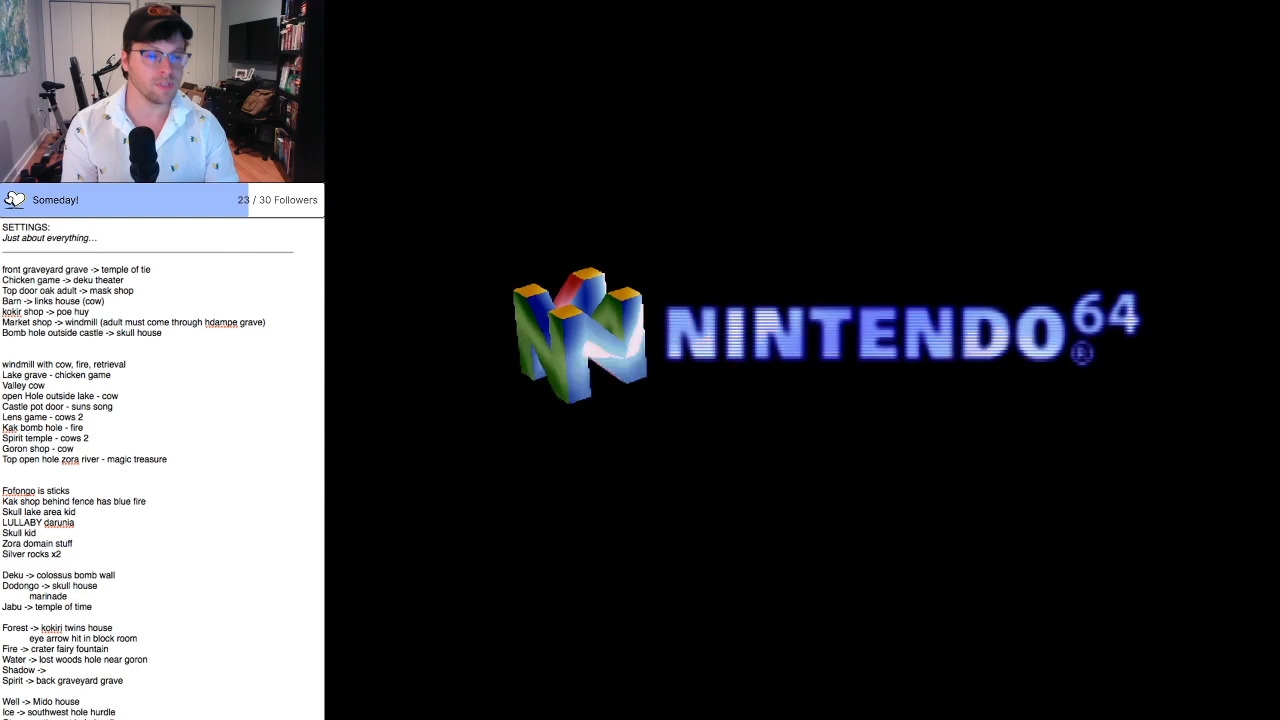 Someday!
23 / 30 Followers
SETTINGS:
Just about everything...
front graveyard grave -> temple of tie
Chicken game -> deku theater
Top door oak adult -> mask shop
Barn -> links house (cow)
kokir shop -> poe huy
Market shop -> windmill (adult must come through hdampe grave)
Bomb hole outside castle -> skull house
windmill with cow, fire, retrieval
Lake grave - chicken game
Valley cow
open Hole outside lake - cow
Castle pot door - suns song
Lens game - cows 2
Kak bomb hole - fire
Spirit temple - cows 2
Goron shop - cow
Top open hole zora river - magic treasure
Fofongo is sticks
Kak shop behind fence has blue fire
Skull lake area kid
LULLABY darunia
Skull kid
Zora domain stuff
Silver rocks x2
Deku -> colossus bomb wall
Dodongo -> skull house
marinade
Jabu -> temple of time
Forest -> kokiri twins house
eye arrow hit in block room
Fire -> crater fairy fountain
Water -> lost woods hole near goron
Shadow ->
Spirit -> back graveyard grave
Well -> Mido house
Ice -> southwest hole hurdle
NINTENDO 64
®